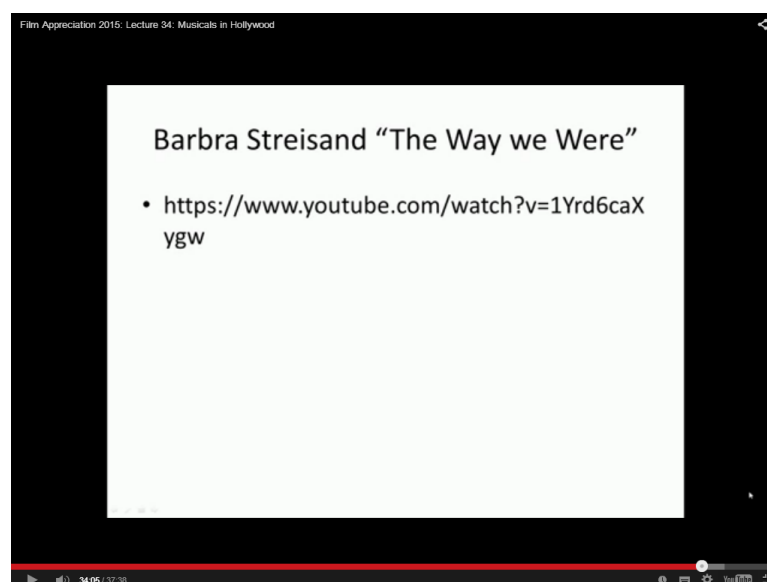 Film Appreciation 2015: Lecture 34: Musicals in Hollywood
Barbra Streisand “The Way we Were”
• https://www.youtube.com/watch?v=1Yrd6caX
ygw
34:05 / 37:38
YouTube